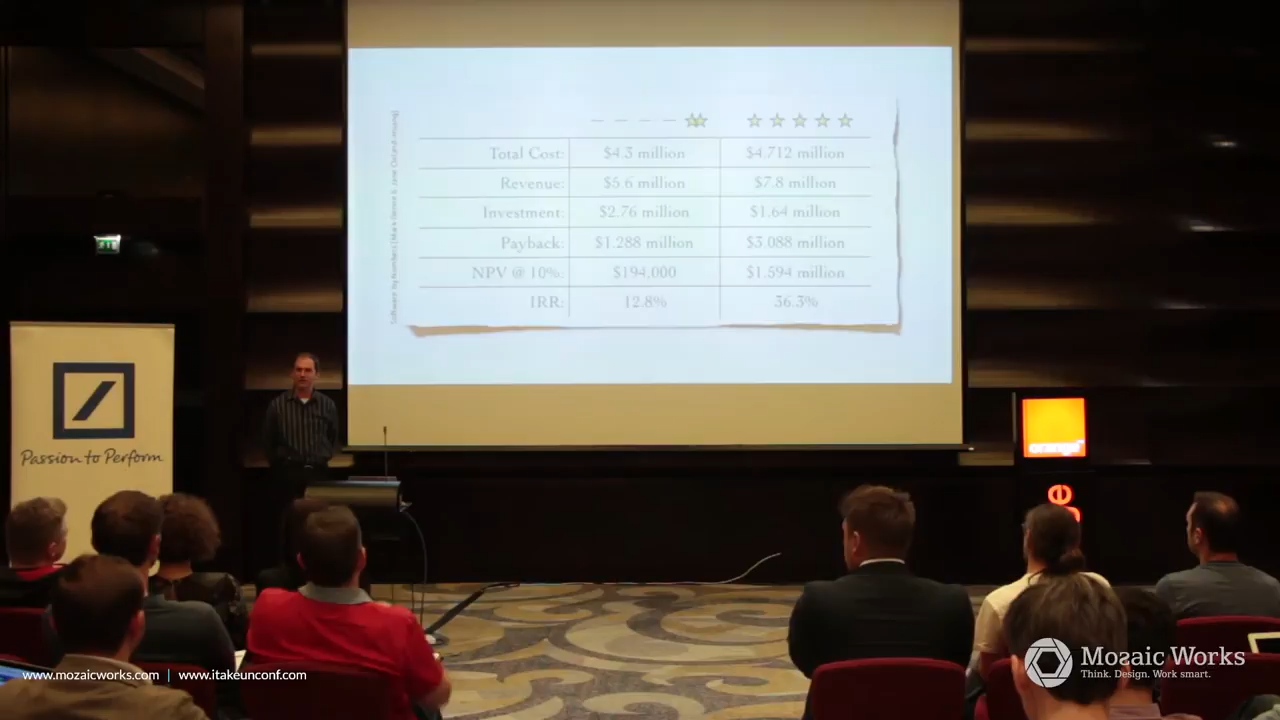 Total Cost: $4.3 million $4.712 million
Revenue: $5.6 million $7.8 million
Investment: $2.76 million $1.64 million
Payback: $1.288 million $3.088 million
NPV @ 10%: $194,000 $1.594 million
IRR: 12.8% 36.3%
Passion to Perform
orange
www.mozaicworks.com | www.itakeunconf.com
Mozaic Works
Think. Design. Work smart.